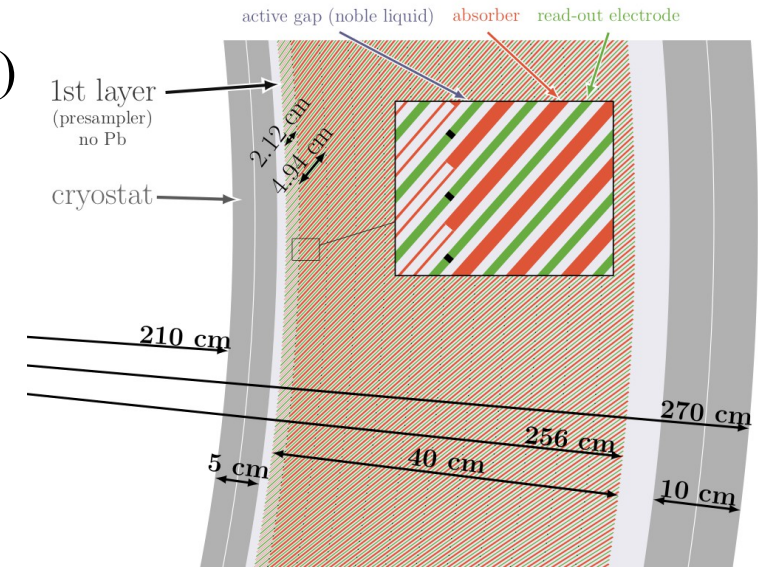 active gap (noble liquid) absorber read-out electrode
)
1st layer
(presampler)
no Pb
2.12 cm
4.94 cm
cryostat
210 cm
270 cm
256 cm
40 cm
5 cm
10 cm